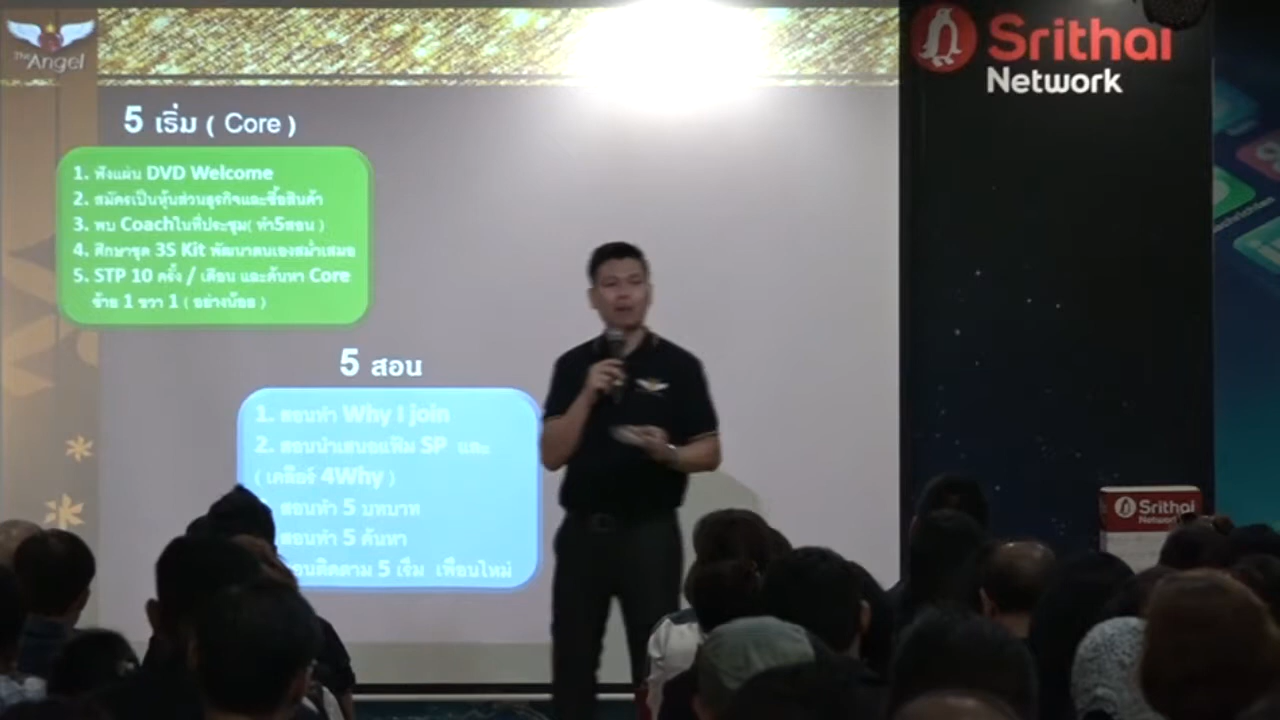 The Angel
Srithai
Network
5 เริ่ม ( Core )
1. ฟังแผ่น DVD Welcome
2. สมัครเป็นหุ้นส่วนธุรกิจและซื้อสินค้า
3. พบ Coachในที่ประชุม( ทำ5สอน )
4. ศึกษาชุด 3S Kit พัฒนาตนเองสม่ำเสมอ
5. STP 10 ครั้ง / เดือน และค้นหา Core
ซ้าย 1 ขวา 1 ( อย่างน้อย )
5 สอน
1. สอนทำ Why I join
2. สอนนำเสนอแฟ้ม SP และ
( เคลียร์ 4Why )
สอนทำ 5 บทบาท
สอนทำ 5 ค้นหา
อนติดตาม 5 เริ่ม เพื่อนใหม่
Srithai
Network